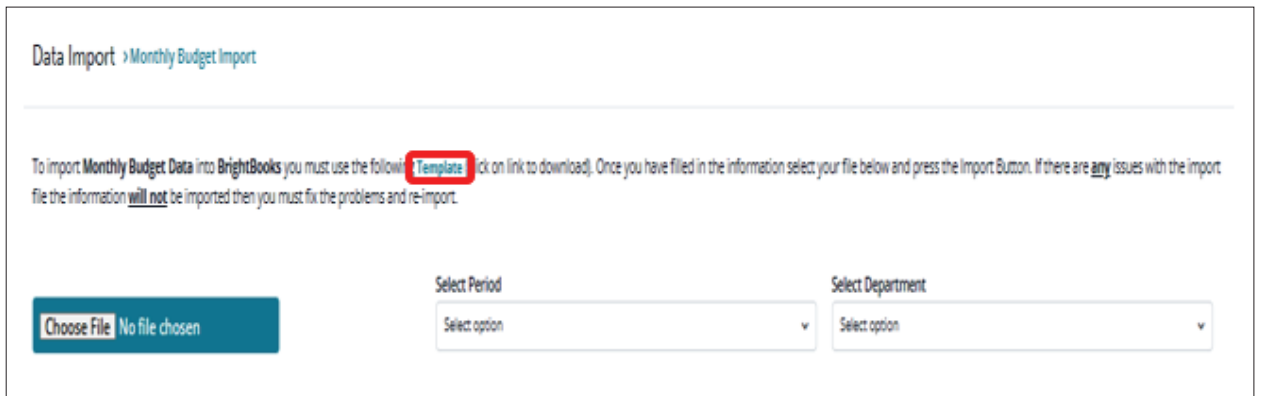 Data Import › Monthly Budget Import
To import Monthly Budget Data into BrightBooks you must use the Template ick on link to download). Once you have filled in the information select your file below and press the Import Button. If there are any issues with the import
file the information will not be imported then you must fix the problems and re-import.
Select Period
Select Department
Choose File No file chosen
Select option
Select option